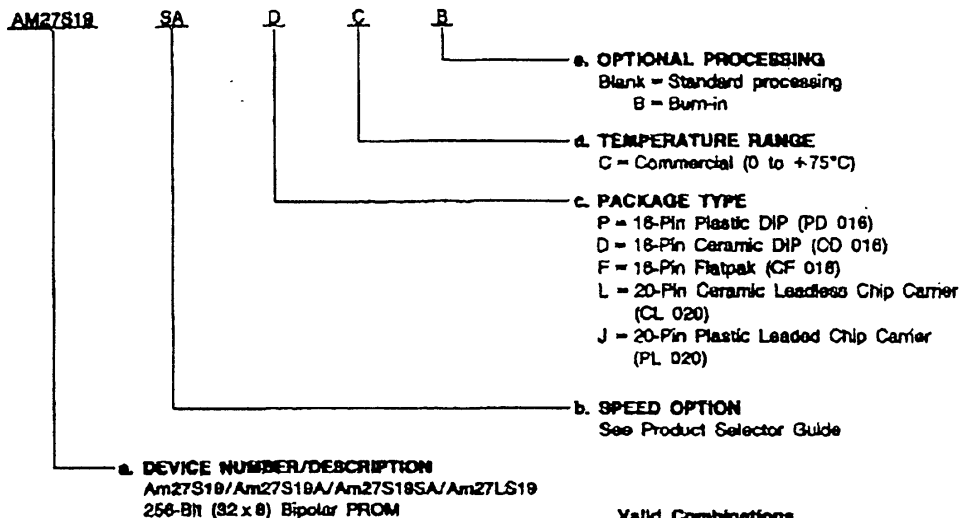 AM27S19 SA D C B
e. OPTIONAL PROCESSING
Blank = Standard processing
B = Burn-in
d. TEMPERATURE RANGE
C = Commercial (0 to +75°C)
c. PACKAGE TYPE
P = 16-Pin Plastic DIP (PD 016)
D = 16-Pin Ceramic DIP (CD 016)
F = 16-Pin Flatpak (CF 016)
L = 20-Pin Ceramic Leadless Chip Carrier
(CL 020)
J = 20-Pin Plastic Leaded Chip Carrier
(PL 020)
b. SPEED OPTION
See Product Selector Guide
a. DEVICE NUMBER/DESCRIPTION
Am27S19/Am27S19A/Am27S19SA/Am27LS19
256-Bit (32 x 8) Bipolar PROM
Valid Combinations